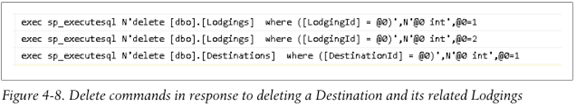 exec sp_executesql N'delete [dbo].[Lodgings]  where ([LodgingId] = @0)',N'@0 int',@0=1
exec sp_executesql N'delete [dbo].[Lodgings]  where ([LodgingId] = @0)',N'@0 int',@0=2
exec sp_executesql N'delete [dbo].[Destinations]  where ([DestinationId] = @0)',N'@0 int',@0=1
Figure 4-8. Delete commands in response to deleting a Destination and its related Lodgings